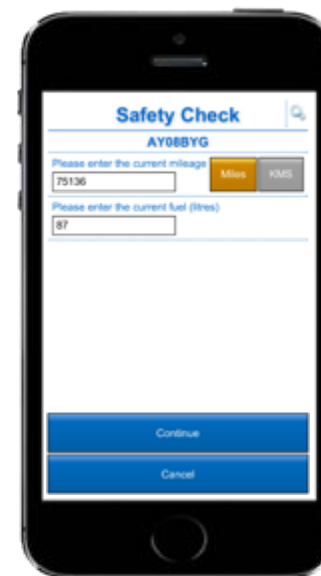 Safety Check
AY08BYG
Please enter the current mileage
75136
Miles
KMS
Please enter the current fuel (litres)
87
Continue
Cancel